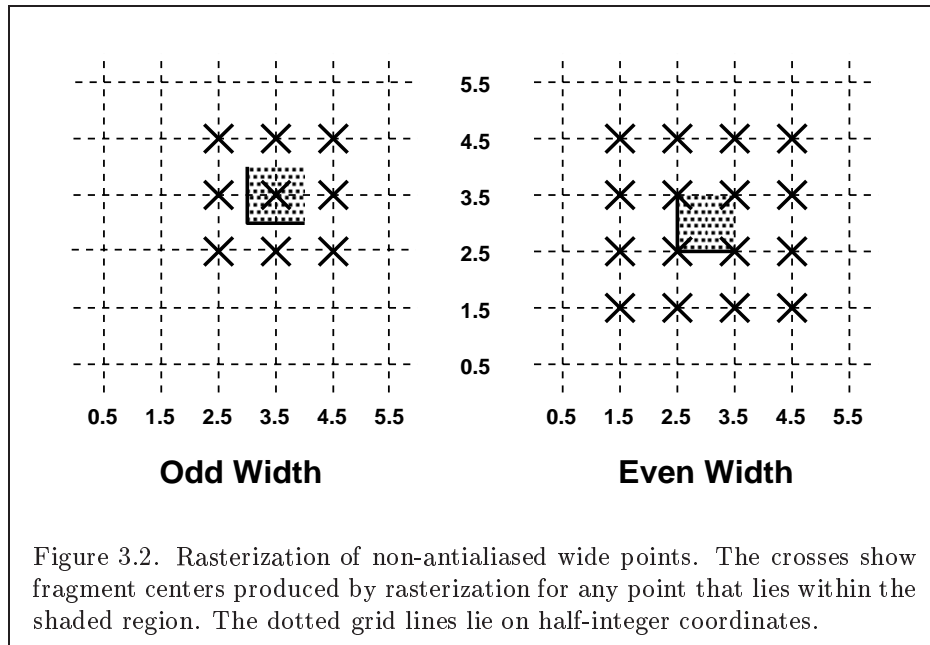 5.5
4.5
3.5
2.5
1.5
0.5
0.5 1.5 2.5 3.5 4.5 5.5
0.5 1.5 2.5 3.5 4.5 5.5
Odd Width
Even Width
Figure 3.2. Rasterization of non-antialiased wide points. The crosses show
fragment centers produced by rasterization for any point that lies within the
shaded region. The dotted grid lines lie on half-integer coordinates.